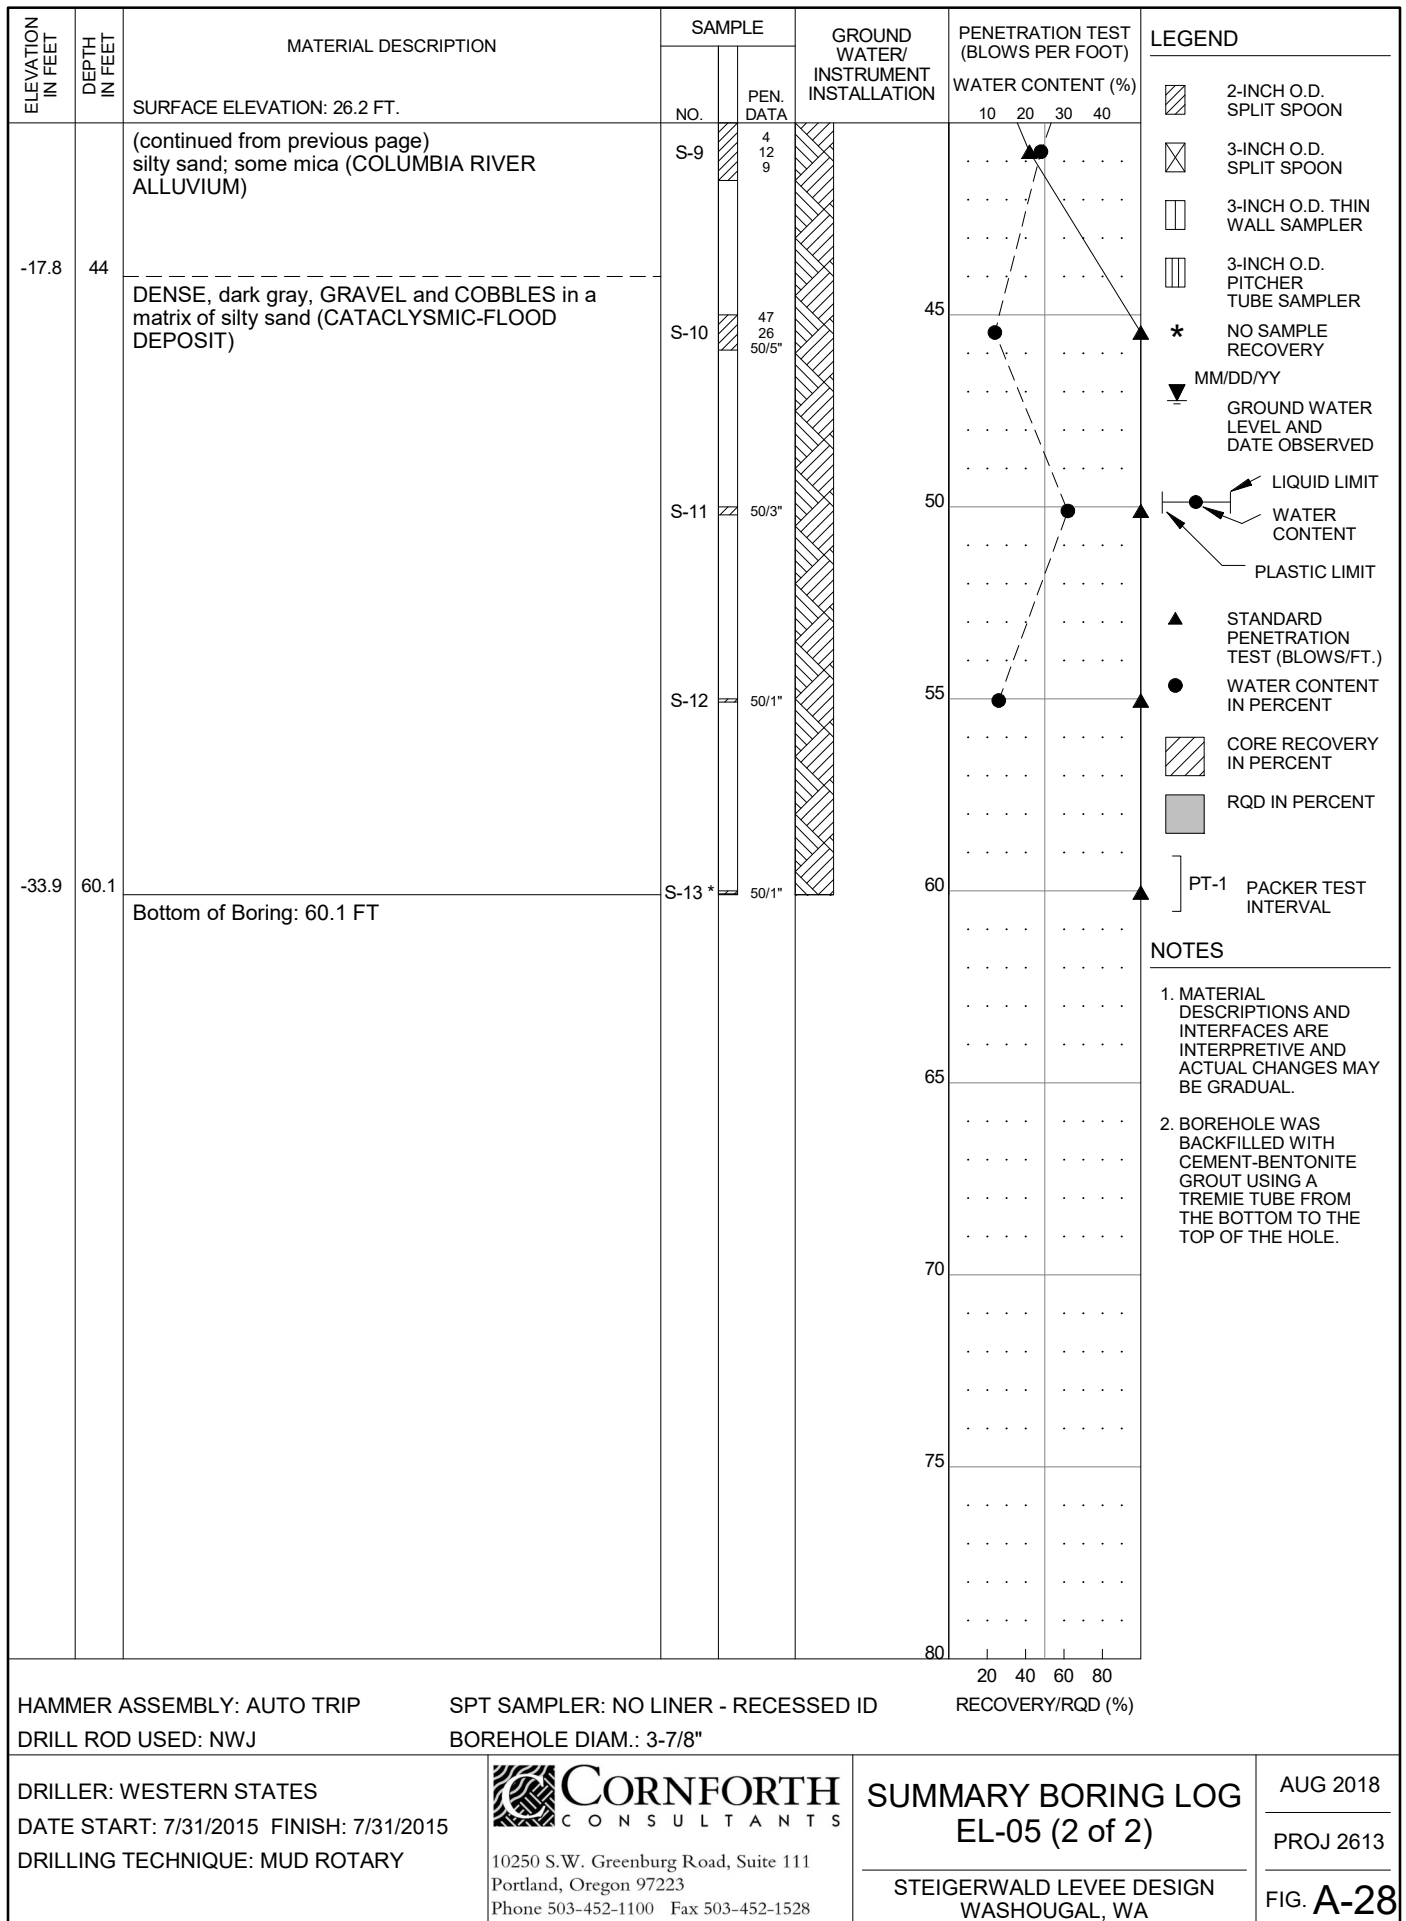 ELEVATION
IN FEET
DEPTH
IN FEET
MATERIAL DESCRIPTION
SURFACE ELEVATION: 26.2 FT.
SAMPLE
NO.
PEN.
DATA
GROUND
WATER/
INSTRUMENT
INSTALLATION
PENETRATION TEST
(BLOWS PER FOOT)
WATER CONTENT (%)
10 20 30 40
(continued from previous page)
silty sand; some mica (COLUMBIA RIVER
ALLUVIUM)
S-9
4
12
9
-17.8 44
DENSE, dark gray, GRAVEL and COBBLES in a
matrix of silty sand (CATACLYSMIC-FLOOD
DEPOSIT)
45
S-10
47
26
50/5"
50
S-11 50/3"
55
S-12 50/1"
60
-33.9 60.1
S-13 * 50/1"
Bottom of Boring: 60.1 FT
65
70
75
80
20 40 60 80
RECOVERY/RQD (%)
LEGEND
2-INCH O.D.
SPLIT SPOON
3-INCH O.D.
SPLIT SPOON
3-INCH O.D. THIN
WALL SAMPLER
3-INCH O.D.
PITCHER
TUBE SAMPLER
* NO SAMPLE
RECOVERY
MM/DD/YY
GROUND WATER
LEVEL AND
DATE OBSERVED
LIQUID LIMIT
WATER
CONTENT
PLASTIC LIMIT
STANDARD
PENETRATION
TEST (BLOWS/FT.)
WATER CONTENT
IN PERCENT
CORE RECOVERY
IN PERCENT
RQD IN PERCENT
PT-1 PACKER TEST
INTERVAL
NOTES
1. MATERIAL
DESCRIPTIONS AND
INTERFACES ARE
INTERPRETIVE AND
ACTUAL CHANGES MAY
BE GRADUAL.
2. BOREHOLE WAS
BACKFILLED WITH
CEMENT-BENTONITE
GROUT USING A
TREMIE TUBE FROM
THE BOTTOM TO THE
TOP OF THE HOLE.
HAMMER ASSEMBLY: AUTO TRIP
SPT SAMPLER: NO LINER - RECESSED ID
DRILL ROD USED: NWJ
BOREHOLE DIAM.: 3-7/8"
DRILLER: WESTERN STATES
DATE START: 7/31/2015 FINISH: 7/31/2015
DRILLING TECHNIQUE: MUD ROTARY
CORNFORTH
CONSULTANTS
10250 S.W. Greenburg Road, Suite 111
Portland, Oregon 97223
Phone 503-452-1100 Fax 503-452-1528
SUMMARY BORING LOG
EL-05 (2 of 2)
STEIGERWALD LEVEE DESIGN
WASHOUGAL, WA
AUG 2018
PROJ 2613
FIG. A-28